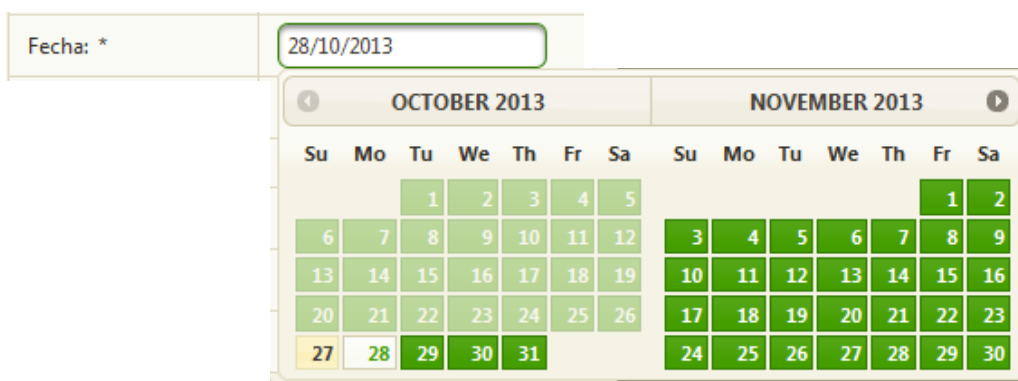 Fecha: * 28/10/2013
OCTOBER 2013 NOVEMBER 2013
Su Mo Tu We Th Fr Sa Su Mo Tu We Th Fr Sa
1 2 3 4 5 1 2
6 7 8 9 10 11 12 3 4 5 6 7 8 9
13 14 15 16 17 18 19 10 11 12 13 14 15 16
20 21 22 23 24 25 26 17 18 19 20 21 22 23
27 28 29 30 31 24 25 26 27 28 29 30